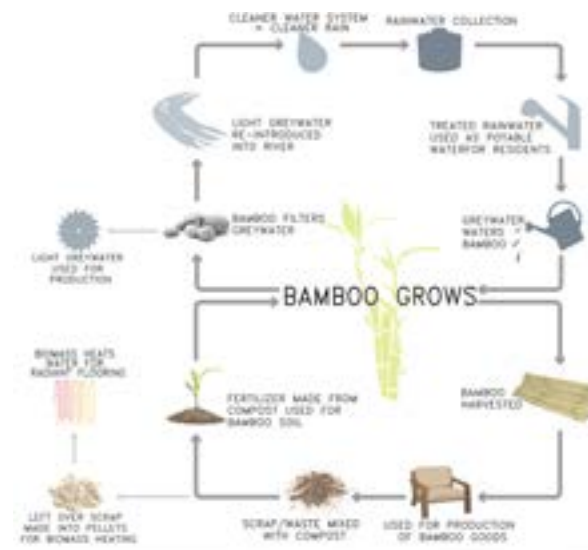 CLEANER WATER SYSTEM
= CLEANER RAIN
RAINWATER COLLECTION
LIGHT GREYWATER
RE-INTRODUCED
INTO RIVER
TREATED RAINWATER
USED AS POTABLE
WATERFOR RESIDENTS
BAMBOO FILTERS
GREYWATER
GREYWATER
WATERS
BAMBOO
LIGHT GREYWATER
USED FOR
PRODUCTION
BAMBOO GROWS
BIOMASS HEATS
WATER FOR
RADIANT FLOORING
FERTILIZER MADE FROM
COMPOST USED FOR
BAMBOO SOIL
BAMBOO
HARVESTED
LEFT OVER SCRAP
MADE INTO PELLETS
FOR BIOMASS HEATING
SCRAP/WASTE MIXED
WITH COMPOST
USED FOR PRODUCTION
OF BAMBOO GOODS